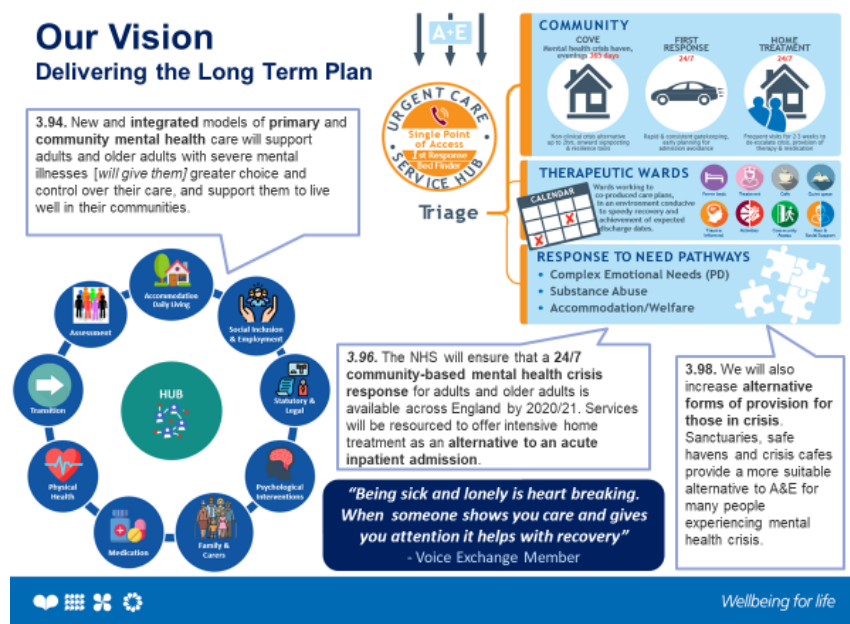 Our Vision
Delivering the Long Term Plan
3.94. New and integrated models of primary and
community mental health care will support
adults and older adults with severe mental
illnesses [will give them] greater choice and
control over their care, and support them to live
well in their communities.
Accommodation
Daily Living
Social Inclusion
& Employment
Statutory &
Legal
Psychological
Interventions
Family &
Carers
Medication
Physical
Health
Transition
Assessment
HUB
A+E
URGENT CARE
Single Point
of Access
1st Response
Bed Finder
SERVICE HUB
Triage
COMMUNITY
COVE
Mental health crisis haven,
evenings 365 days
Non-clinical crisis alternative
FIRST
RESPONSE
24/7
Rapid & consistent gatekeeping,
early planning for
admission avoidance
HOME
TREATMENT
24/7
Frequent visits for 2-3 weeks to
de-escalate crisis, provision of
therapy & medication
THERAPEUTIC WARDS
CALENDAR
Words working to
co-produced care plans,
in an environment conducive
to speedy recovery and
achievement of expected
discharge dates.
Treatment
Cafe
Quiet space
Trauma
Informed
Activities
Community
Access
Peer &
Social Support
RESPONSE TO NEED PATHWAYS
• Complex Emotional Needs (PD)
• Substance Abuse
• Accommodation/Welfare
3.96. The NHS will ensure that a 24/7
community-based mental health crisis
response for adults and older adults is
available across England by 2020/21. Services
will be resourced to offer intensive home
treatment as an alternative to an acute
inpatient admission.
3.98. We will also
increase alternative
forms of provision for
those in crisis.
Sanctuaries, safe
havens and crisis cafes
provide a more suitable
alternative to A&E for
many people
experiencing mental
health crisis.
“Being sick and lonely is heart breaking.
When someone shows you care and gives
you attention it helps with recovery”
- Voice Exchange Member
Wellbeing for life